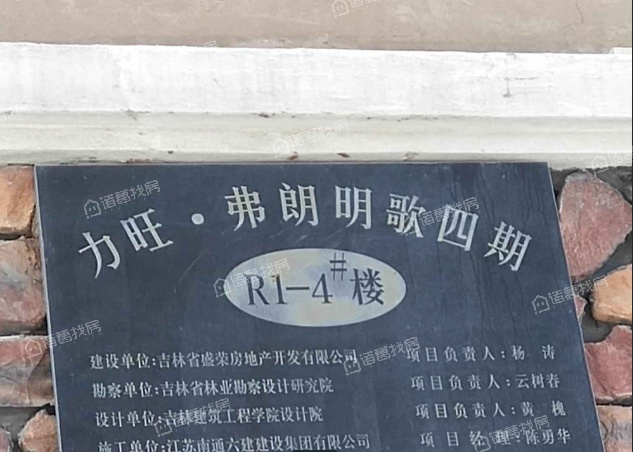 力旺·弗朗明歌四期
R1-4#楼
建设单位:吉林省盛荣房地产开发有限公司 项目负责人:杨 涛
勘察单位:吉林省林业勘察设计研究院 项目负责人:云树春
设计单位:吉林建筑工程学院设计院 项目负责人:黄 槐
施工单位:江苏南通六建建设集团有限公司 项目经理:陈勇华
诸葛找房